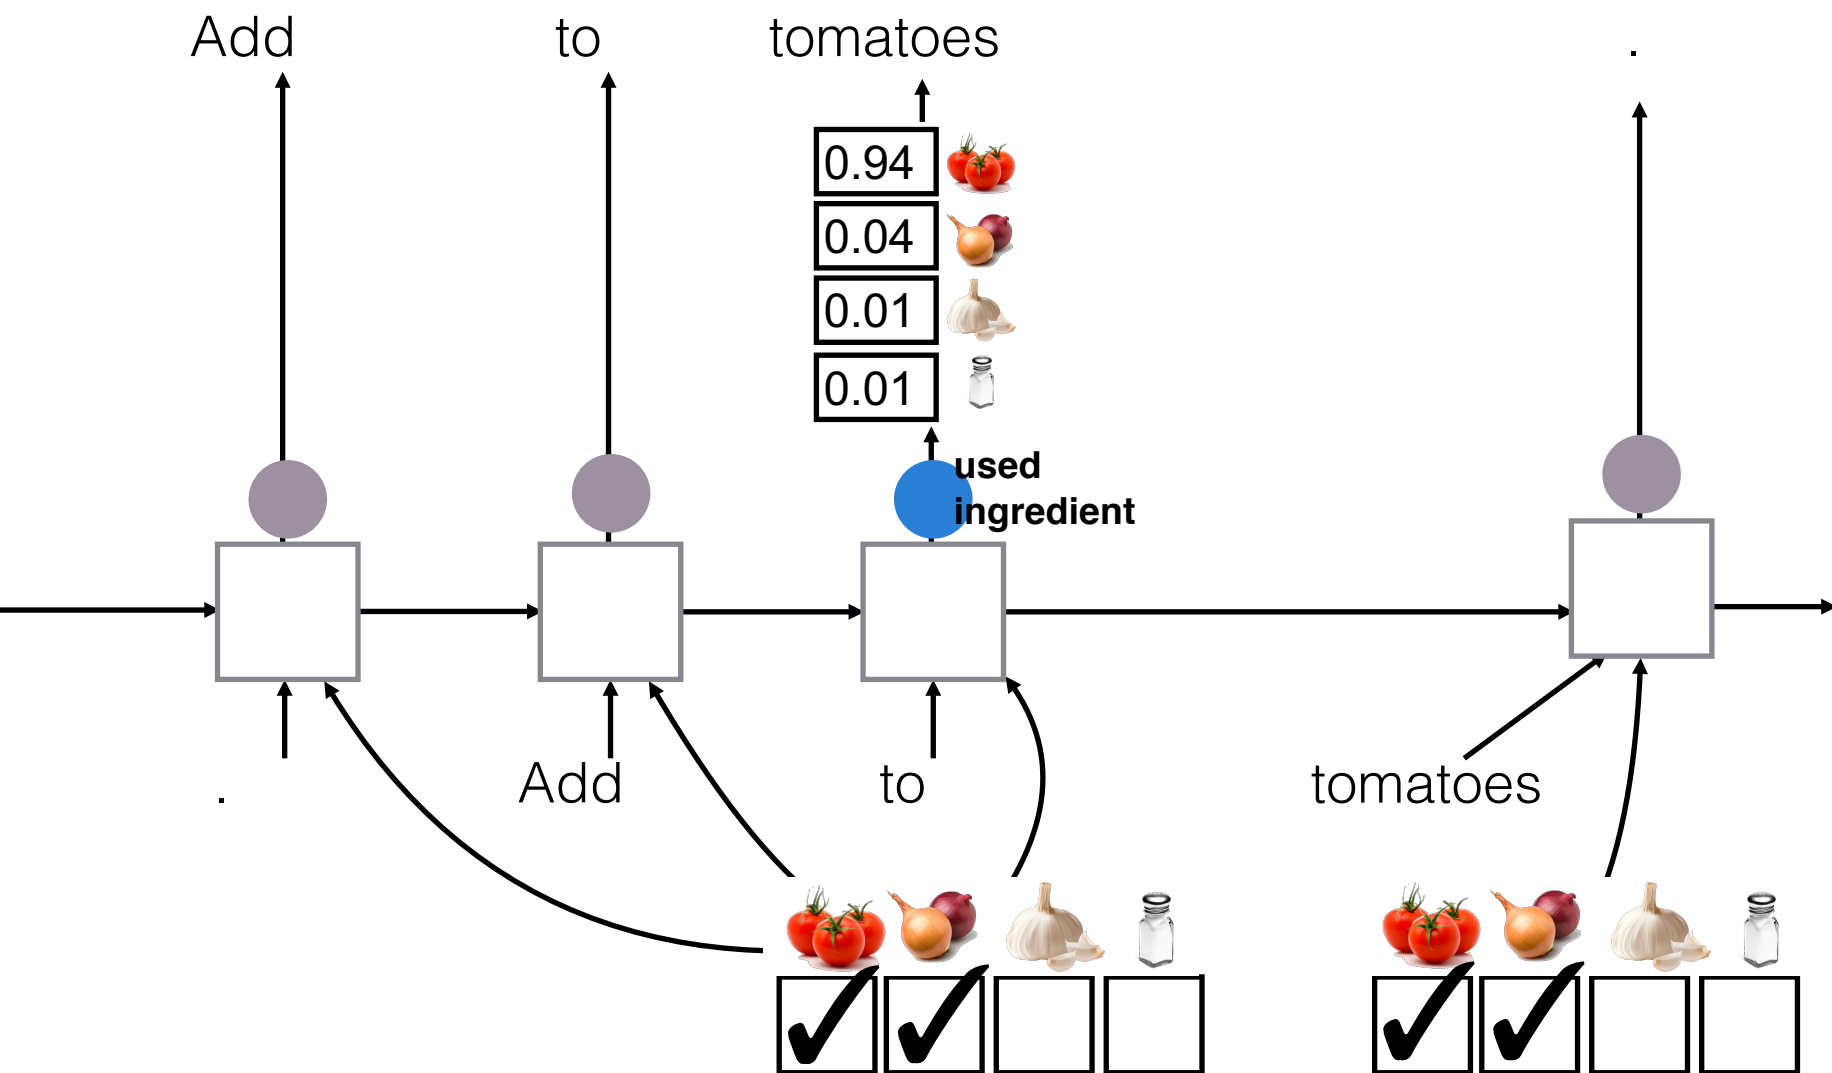 Add to tomatoes .
0.94
0.04
0.01
0.01
used
ingredient
. Add to tomatoes